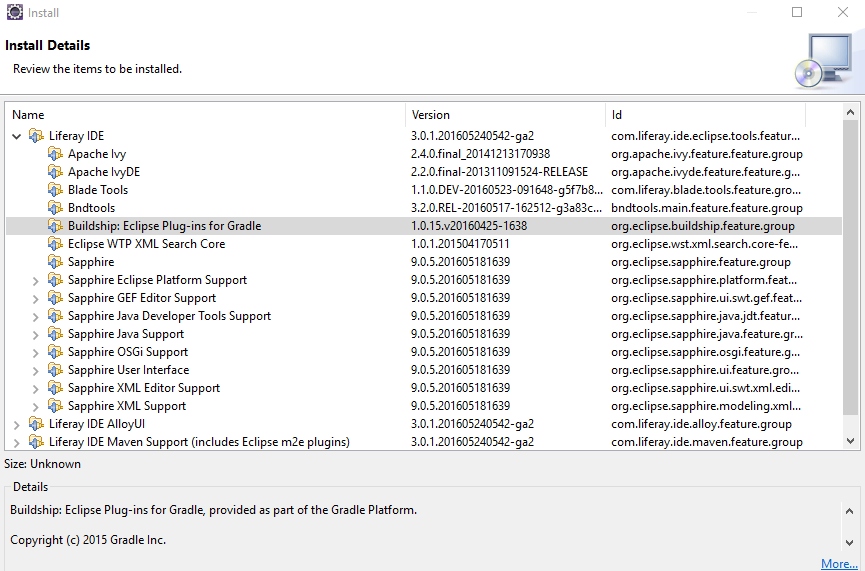 Install
Install Details
Review the items to be installed.
Name Version Id
Liferay IDE 3.0.1.201605240542-ga2 com.liferay.ide.eclipse.tools.featur...
Apache Ivy 2.4.0.final_20141213170938 org.apache.ivy.feature.feature.group
Apache IvyDE 2.2.0.final-201311091524-RELEASE org.apache.ivyde.feature.feature.g...
Blade Tools 1.1.0.DEV-20160523-091648-g5f7b8... com.liferay.blade.tools.feature.gro...
Bndtools 3.2.0.REL-20160517-162512-g3a83c... bndtools.main.feature.feature.group
Buildship: Eclipse Plug-ins for Gradle 1.0.15.v20160425-1638 org.eclipse.buildship.feature.group
Eclipse WTP XML Search Core 1.0.1.201504170511 org.eclipse.wst.xml.search.core-fe...
Sapphire 9.0.5.201605181639 org.eclipse.sapphire.feature.group
Sapphire Eclipse Platform Support 9.0.5.201605181639 org.eclipse.sapphire.platform.feat...
Sapphire GEF Editor Support 9.0.5.201605181639 org.eclipse.sapphire.ui.swt.gef.feat...
Sapphire Java Developer Tools Support 9.0.5.201605181639 org.eclipse.sapphire.java.jdt.featur...
Sapphire Java Support 9.0.5.201605181639 org.eclipse.sapphire.java.feature.gr...
Sapphire OSGi Support 9.0.5.201605181639 org.eclipse.sapphire.osgi.feature.g...
Sapphire User Interface 9.0.5.201605181639 org.eclipse.sapphire.ui.feature.gro...
Sapphire XML Editor Support 9.0.5.201605181639 org.eclipse.sapphire.ui.swt.xml.edi...
Sapphire XML Support 9.0.5.201605181639 org.eclipse.sapphire.modeling.xml...
Liferay IDE AlloyUI 3.0.1.201605240542-ga2 com.liferay.ide.alloy.feature.group
Liferay IDE Maven Support (includes Eclipse m2e plugins) 3.0.1.201605240542-ga2 com.liferay.ide.maven.feature.group
Size: Unknown
Details
Buildship: Eclipse Plug-ins for Gradle, provided as part of the Gradle Platform.
Copyright (c) 2015 Gradle Inc.
More...